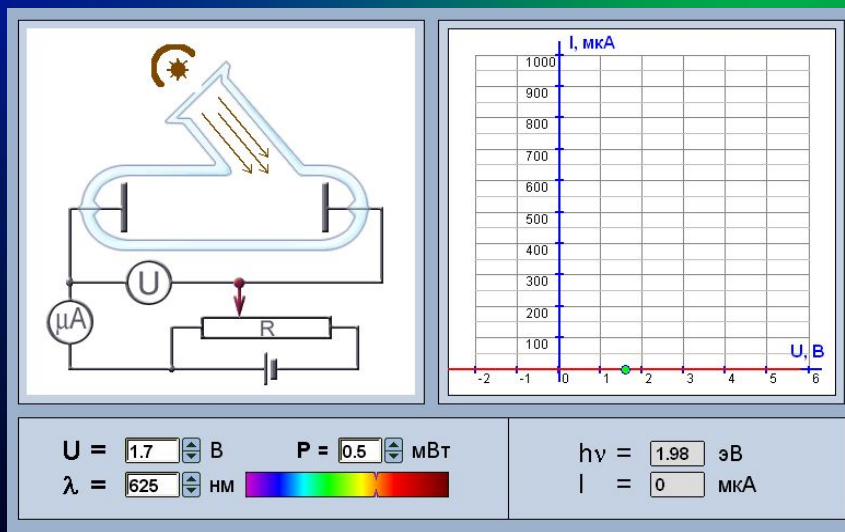 U
μA
R
I, мкА
1000
900
800
700
600
500
400
300
200
100
U, В
-2 -1 0 1 2 3 4 5 6
U = 1.7 В P = 0.5 мВт
λ = 625 нм
hν = 1.98 эВ
I = 0 мкА